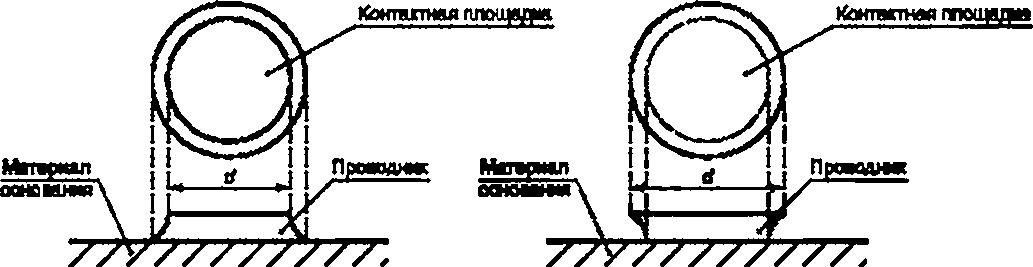 Контактная площадка
Контактная площадка
Материал
основания
d
Проводник
Материал
основания
d
Проводник